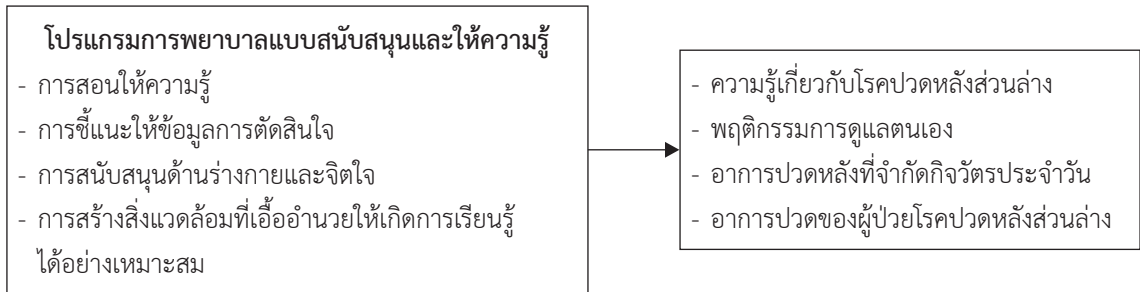 โปรแกรมการพยาบาลแบบสนับสนุนและให้ความรู้
- การสอนให้ความรู้
- การชี้แนะให้ข้อมูลการตัดสินใจ
- การสนับสนุนด้านร่างกายและจิตใจ
- การสร้างสิ่งแวดล้อมที่เอื้ออำนวยให้เกิดการเรียนรู้
ได้อย่างเหมาะสม
- ความรู้เกี่ยวกับโรคปวดหลังส่วนล่าง
- พฤติกรรมการดูแลตนเอง
- อาการปวดหลังที่จำกัดกิจวัตรประจำวัน
- อาการปวดของผู้ป่วยโรคปวดหลังส่วนล่าง